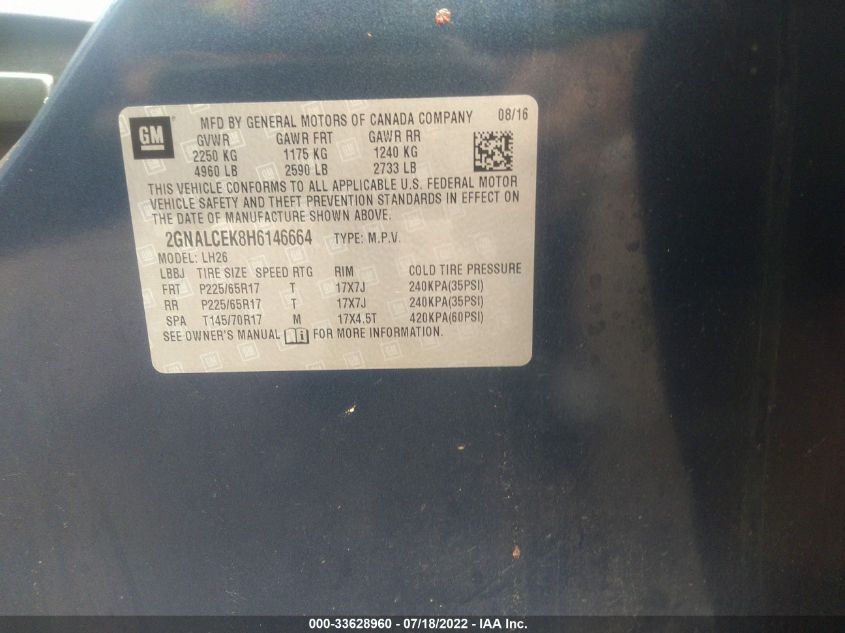 GM
MFD BY GENERAL MOTORS OF CANADA COMPANY 08/16
GVWR GAWR FRT GAWR RR
2250 KG 1175 KG 1240 KG
4960 LB 2590 LB 2733 LB
THIS VEHICLE CONFORMS TO ALL APPLICABLE U.S. FEDERAL MOTOR
VEHICLE SAFETY AND THEFT PREVENTION STANDARDS IN EFFECT ON
THE DATE OF MANUFACTURE SHOWN ABOVE.
2GNALCEK8H6146664 TYPE: M.P.V.
MODEL: LH26
LBBJ TIRE SIZE SPEED RTG RIM COLD TIRE PRESSURE
FRT P225/65R17 T 17X7J 240KPA(35PSI)
RR P225/65R17 T 17X7J 240KPA(35PSI)
SPA T145/70R17 M 17X4.5T 420KPA(60PSI)
SEE OWNER'S MANUAL FOR MORE INFORMATION.
000-33628960 - 07/18/2022 - IAA Inc.